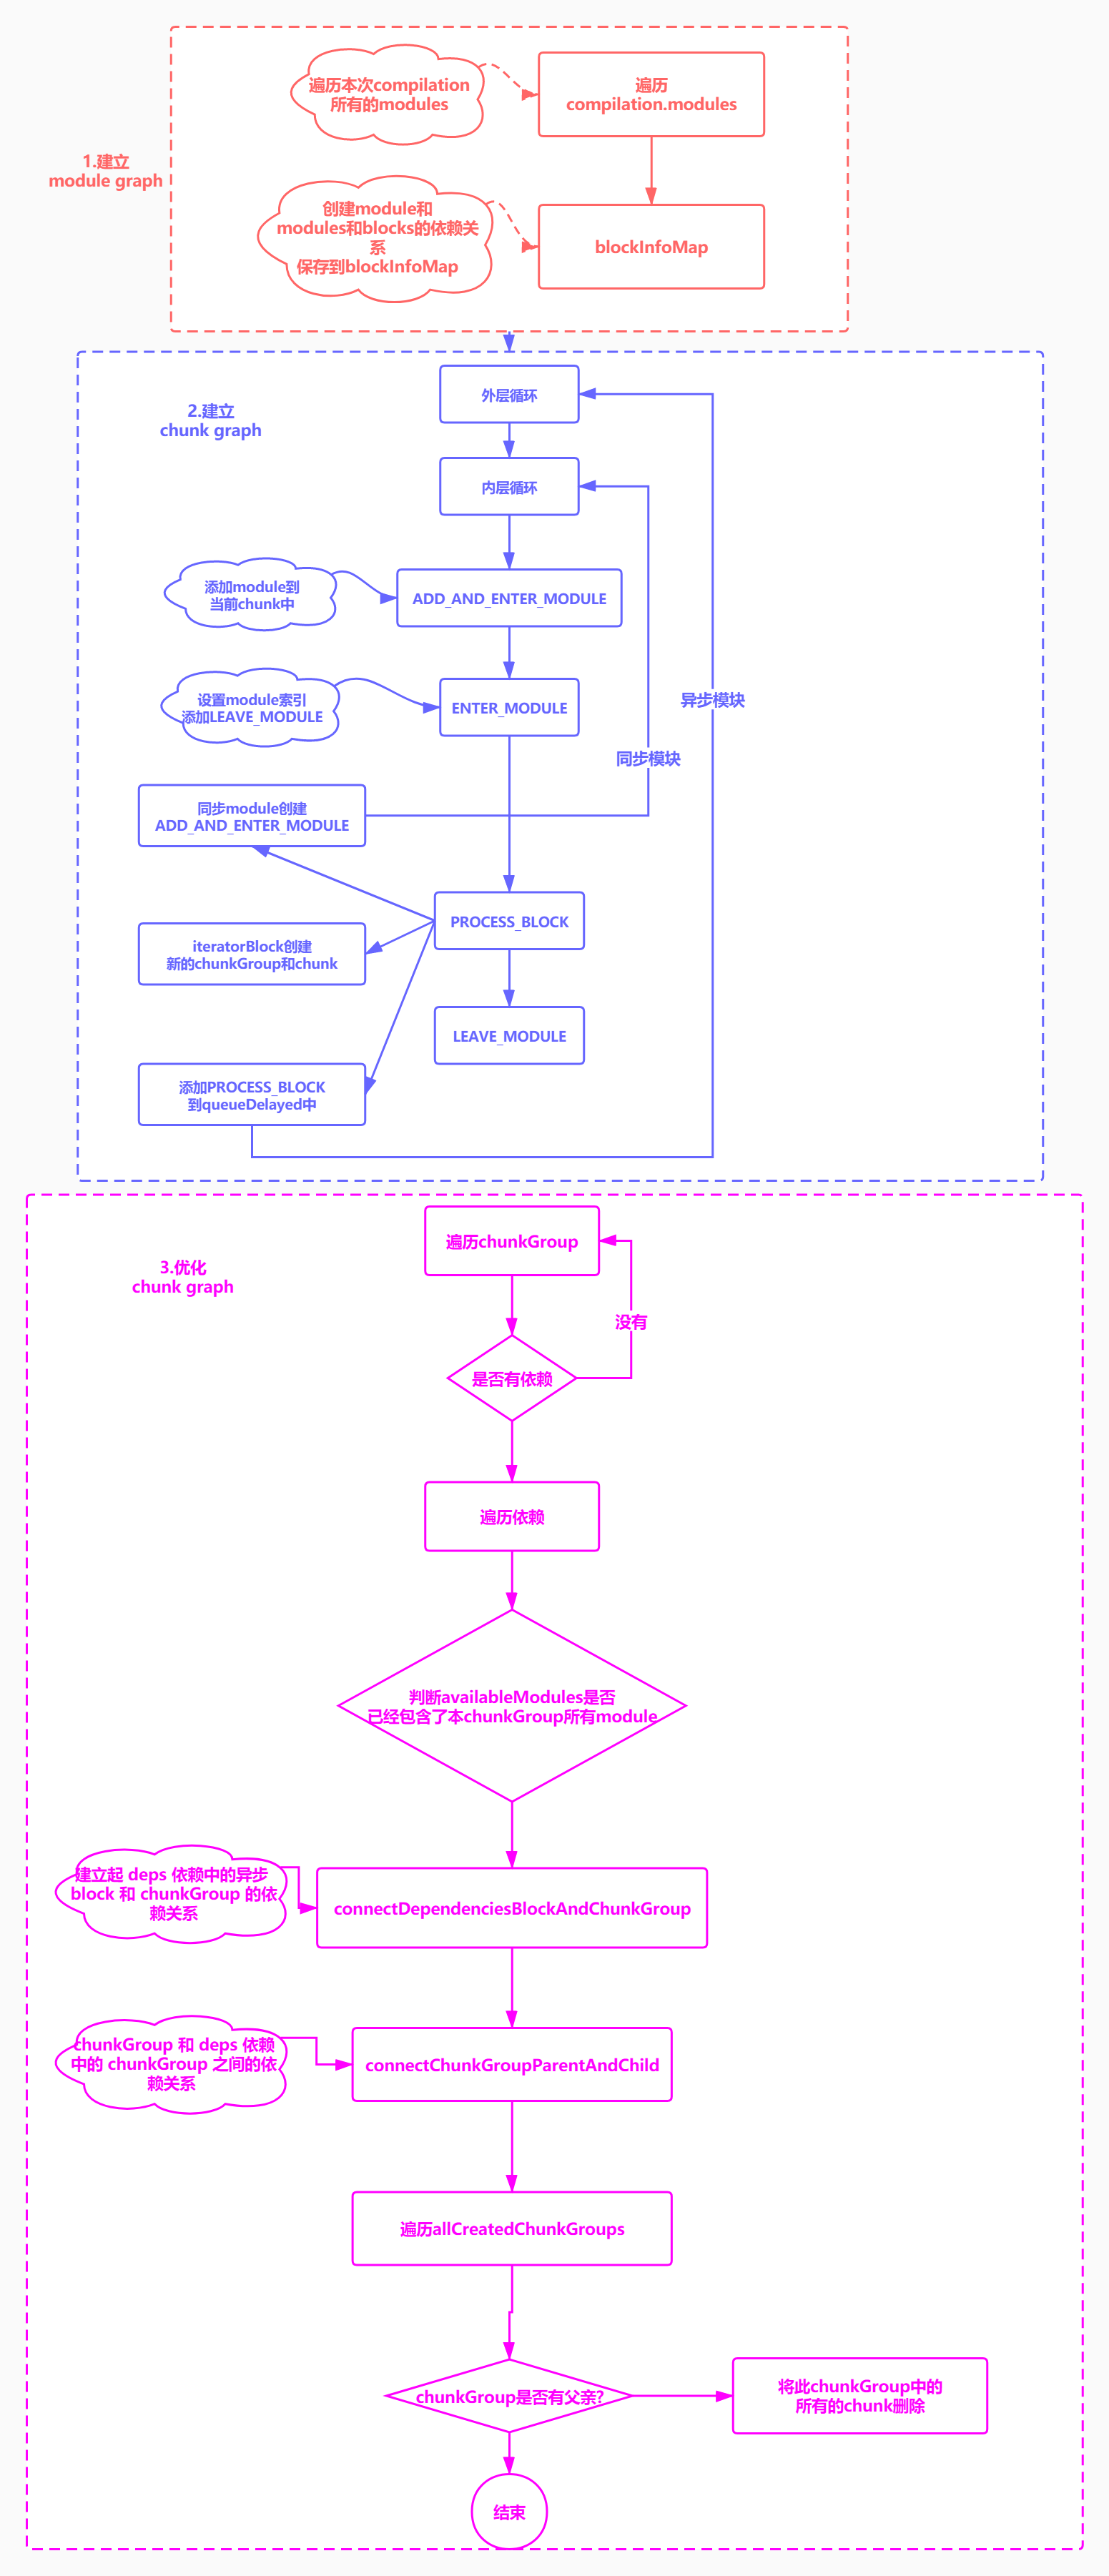 遍历本次compilation
所有的modules
遍历
compilation.modules
1.建立
module graph
创建module和
modules和blocks的依赖关
系
保存到blockInfoMap
blockInfoMap
2.建立
chunk graph
外层循环
内层循环
添加module到
当前chunk中
ADD_AND_ENTER_MODULE
设置module索引
添加LEAVE_MODULE
ENTER_MODULE
异步模块
同步模块
同步module创建
ADD_AND_ENTER_MODULE
PROCESS_BLOCK
iteratorBlock创建
新的chunkGroup和chunk
LEAVE_MODULE
添加PROCESS_BLOCK
到queueDelayed中
3.优化
chunk graph
遍历chunkGroup
没有
是否有依赖
遍历依赖
判断availableModules是否
已经包含了本chunkGroup所有module
建立起 deps 依赖中的异步
block 和 chunkGroup 的依
赖关系
connectDependenciesBlockAndChunkGroup
chunkGroup 和 deps 依赖
中的 chunkGroup 之间的依
赖关系
connectChunkGroupParentAndChild
遍历allCreatedChunkGroups
chunkGroup是否有父亲?
将此chunkGroup中的
所有的chunk删除
结束